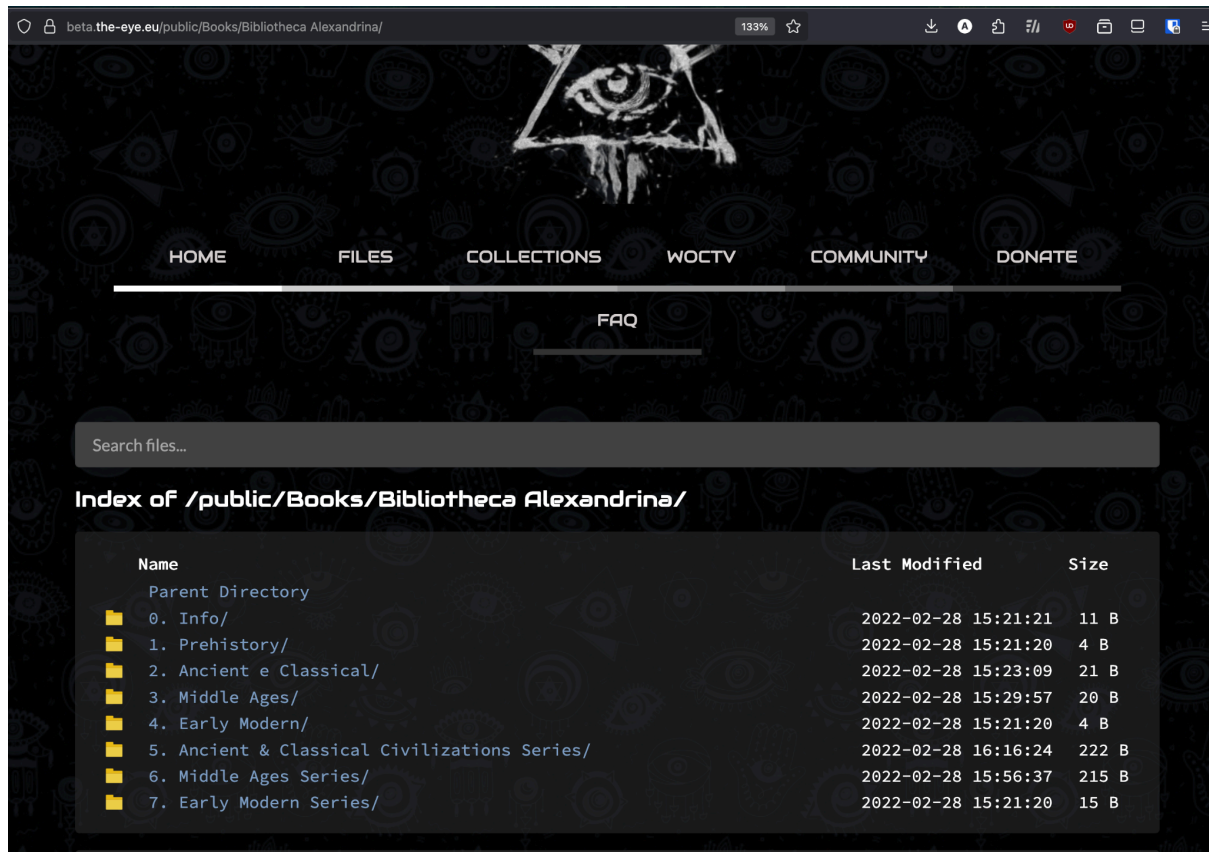 beta.the-eye.eu/public/Books/Bibliotheca Alexandrina/ 133%
HOME FILES COLLECTIONS WOCTV COMMUNITY DONATE
FAQ
Search files...
Index of /public/Books/Bibliotheca Alexandrina/
Name Last Modified Size
Parent Directory
0. Info/ 2022-02-28 15:21:21 11 B
1. Prehistory/ 2022-02-28 15:21:20 4 B
2. Ancient e Classical/ 2022-02-28 15:23:09 21 B
3. Middle Ages/ 2022-02-28 15:29:57 20 B
4. Early Modern/ 2022-02-28 15:21:20 4 B
5. Ancient & Classical Civilizations Series/ 2022-02-28 16:16:24 222 B
6. Middle Ages Series/ 2022-02-28 15:56:37 215 B
7. Early Modern Series/ 2022-02-28 15:21:20 15 B